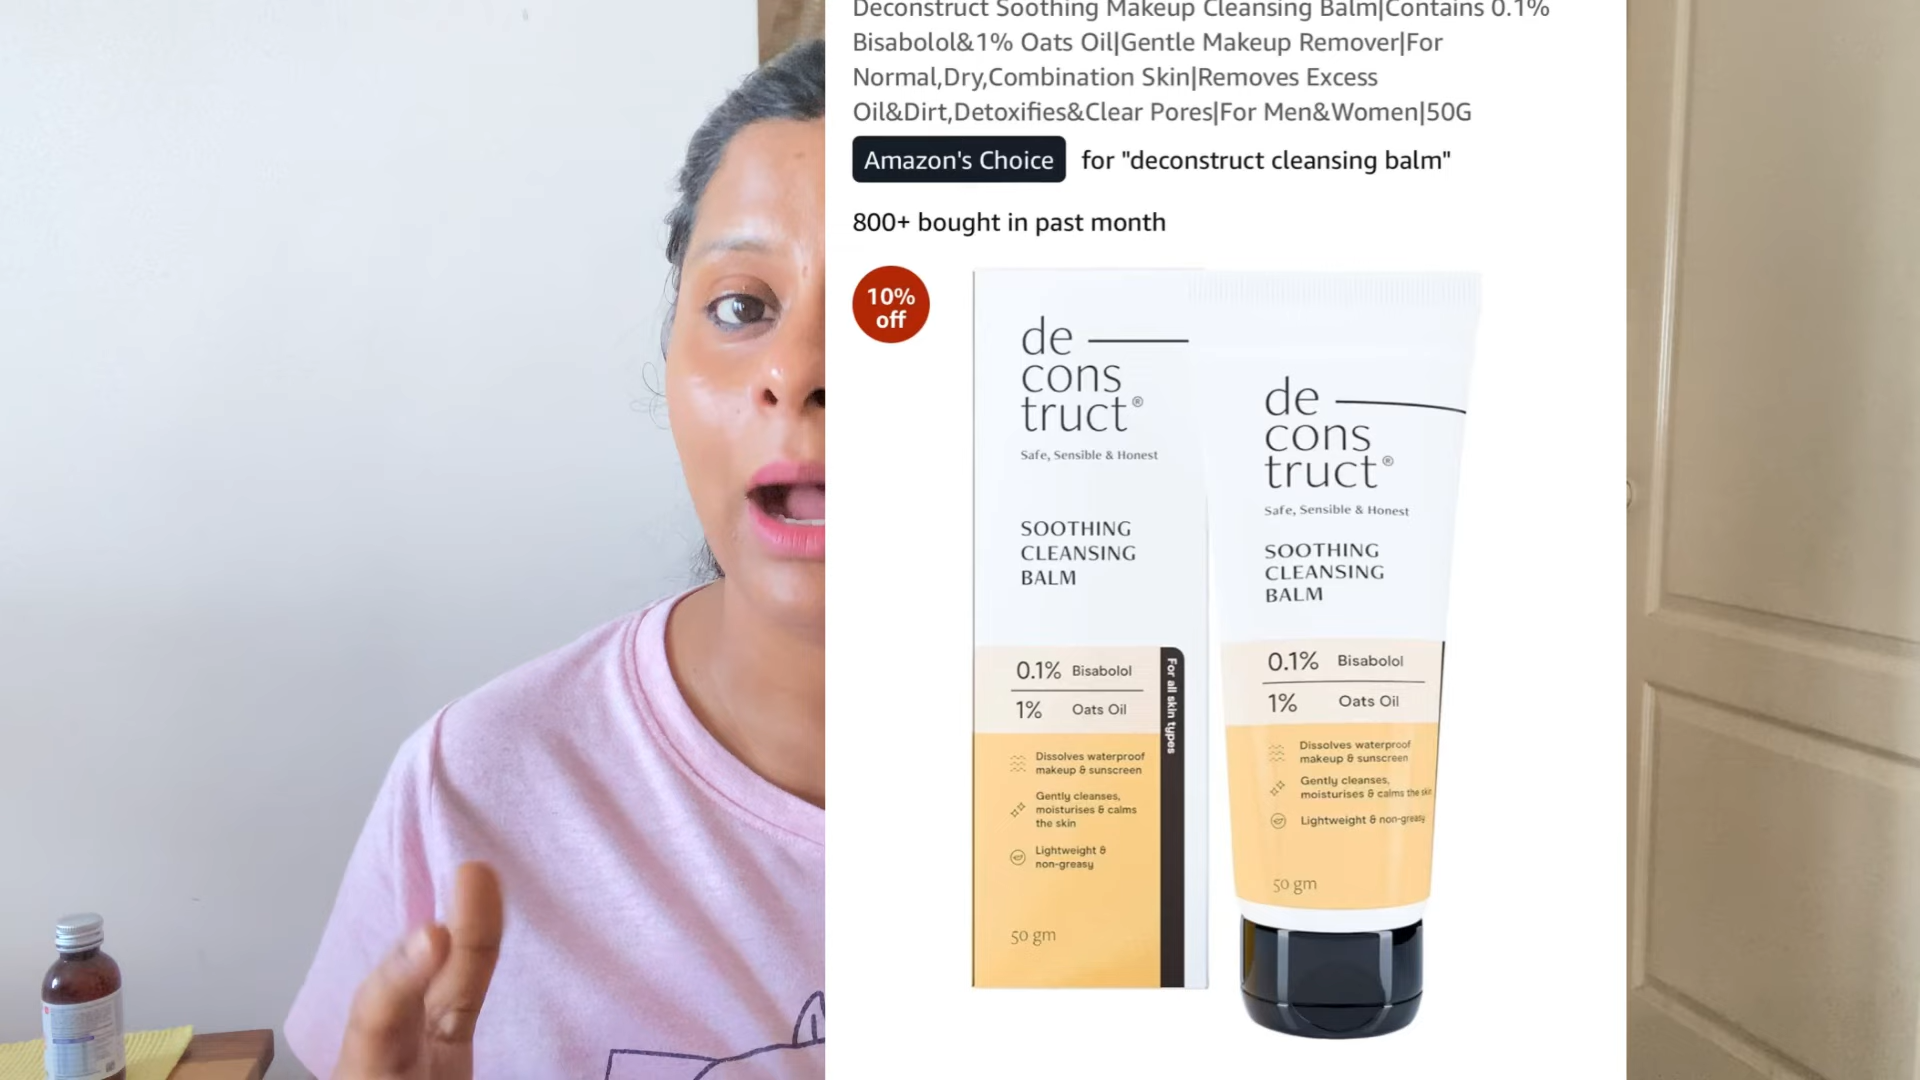 Deconstruct Soothing Makeup Cleansing Balm|Contains 0.1%
Bisabolol&1% Oats Oil|Gentle Makeup Remover|For
Normal,Dry,Combination Skin|Removes Excess
Oil&Dirt,Detoxifies&Clear Pores|For Men&Women|50G
Amazon's Choice for "deconstruct cleansing balm"
800+ bought in past month
10%
off
de
cons
truct®
Safe, Sensible & Honest
SOOTHING
CLEANSING
BALM
0.1% Bisabolol
1% Oats Oil
For all skin types
Dissolves waterproof
makeup & sunscreen
Gently cleanses,
moisturises & calms
the skin
Lightweight &
non-greasy
50 gm
de
cons
truct®
Safe, Sensible & Honest
SOOTHING
CLEANSING
BALM
0.1% Bisabolol
1% Oats Oil
Dissolves waterproof
makeup & sunscreen
Gently cleanses,
moisturises & calms the skin
Lightweight & non-greasy
50 gm